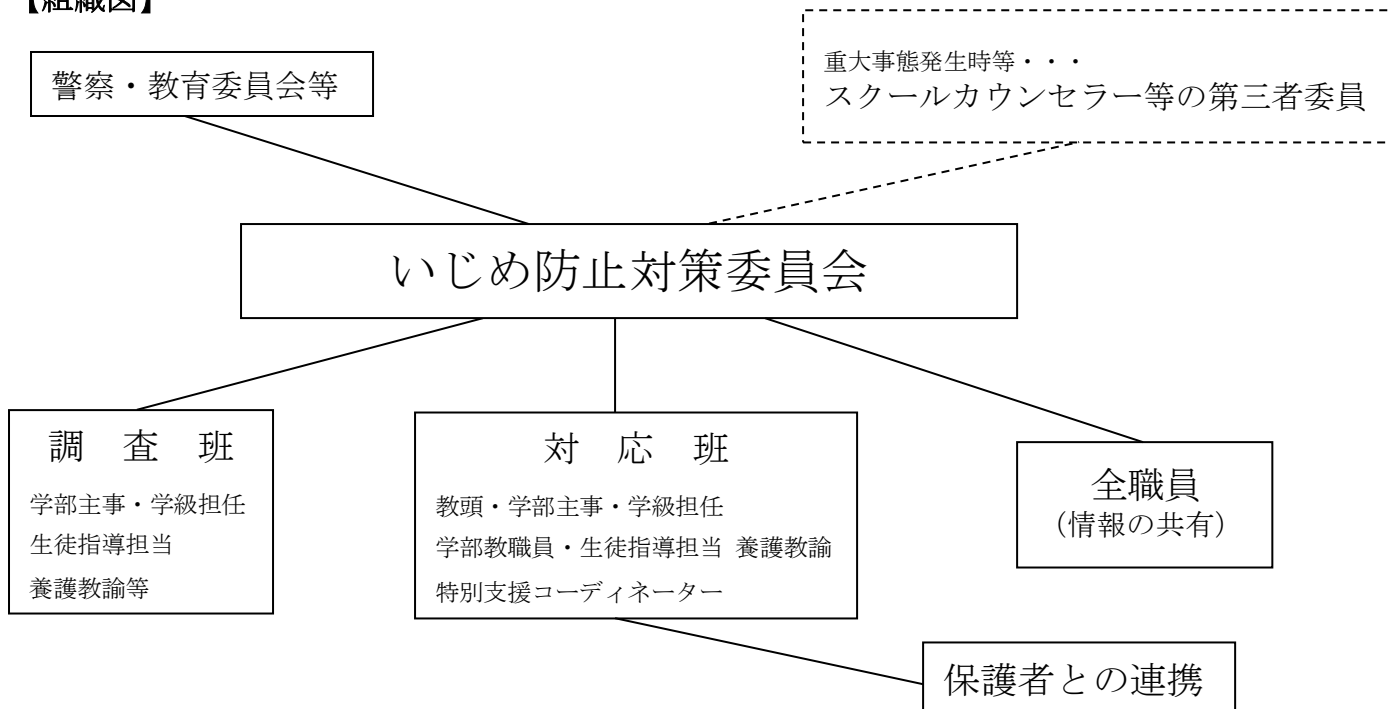 【組織図】
警察・教育委員会等
重大事態発生時等・・・
スクールカウンセラー等の第三者委員
いじめ防止対策委員会
調　査　班
学部主事・学級担任
生徒指導担当
養護教諭等
対　応　班
教頭・学部主事・学級担任
学部教職員・生徒指導担当 養護教諭
特別支援コーディネーター
全職員
（情報の共有）
保護者との連携